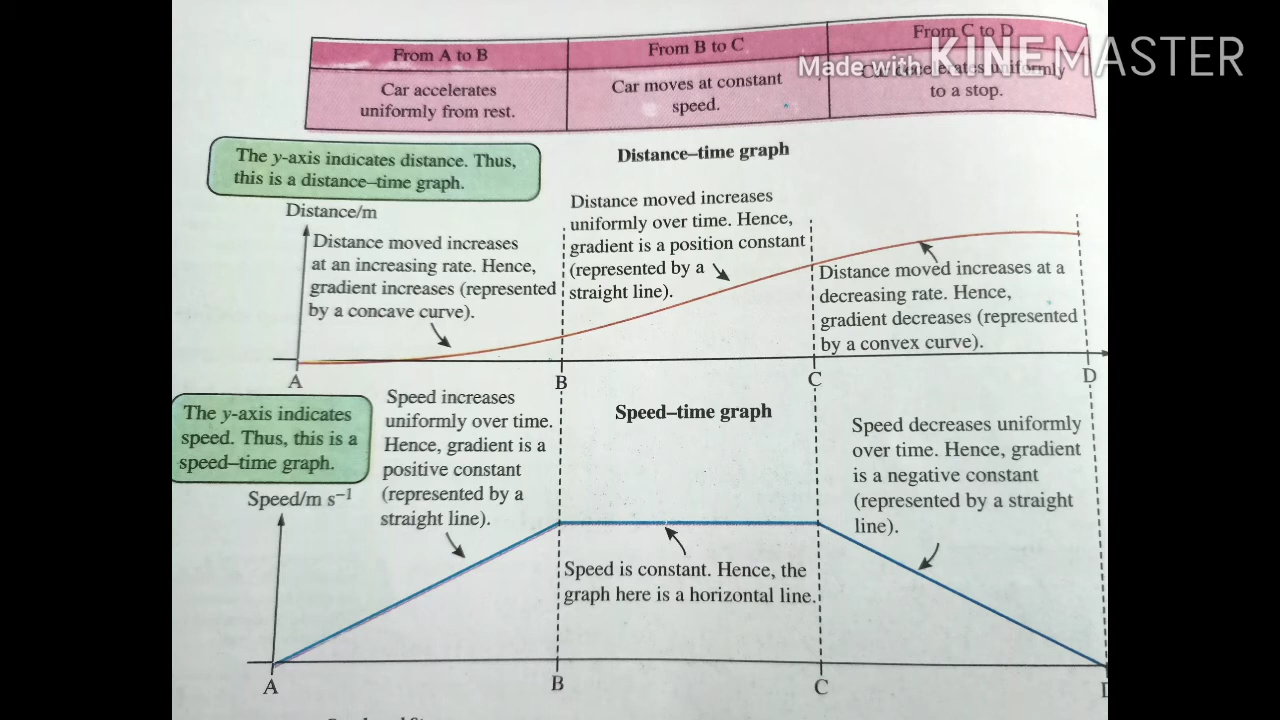 From A to B
Car accelerates
uniformly from rest.
From B to C
Car moves at constant
speed.
From C to D
Car decelerates uniformly
to a stop.
Made with KINEMASTER
The y-axis indicates distance. Thus,
this is a distance–time graph.
Distance–time graph
Distance/m
Distance moved increases
at an increasing rate. Hence,
gradient increases (represented
by a concave curve).
Distance moved increases
uniformly over time. Hence,
gradient is a position constant
(represented by a
straight line).
Distance moved increases at a
decreasing rate. Hence,
gradient decreases (represented
by a convex curve).
A
B
C
D
The y-axis indicates
speed. Thus, this is a
speed–time graph.
Speed/m s⁻¹
Speed increases
uniformly over time.
Hence, gradient is a
positive constant
(represented by a
straight line).
Speed–time graph
Speed is constant. Hence, the
graph here is a horizontal line.
Speed decreases uniformly
over time. Hence, gradient
is a negative constant
(represented by a straight
line).
A
B
C